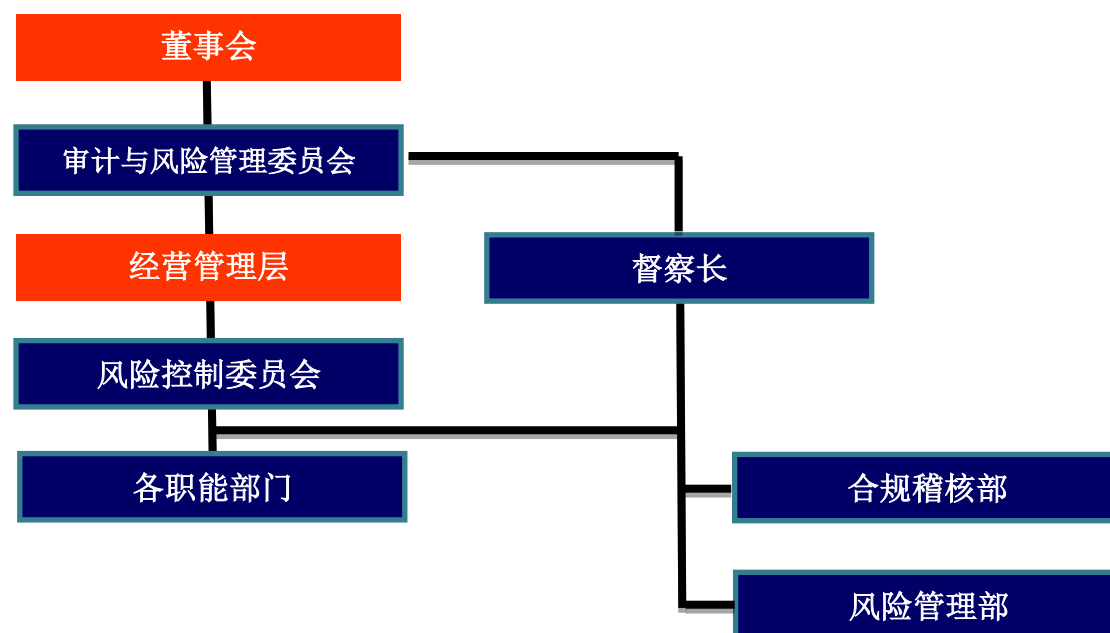 董事会
审计与风险管理委员会
经营管理层
督察长
风险控制委员会
各职能部门
合规稽核部
风险管理部